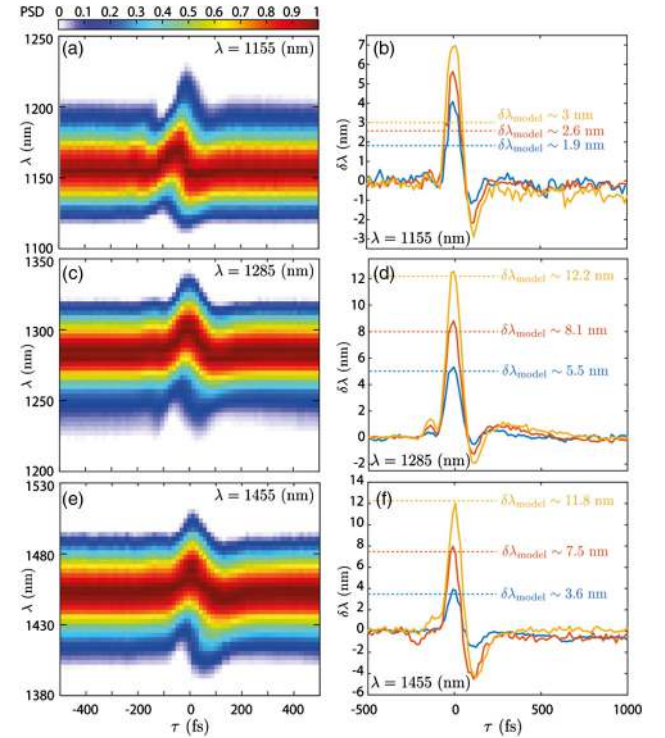 PSD 0 0.1 0.2 0.3 0.4 0.5 0.6 0.7 0.8 0.9 1
(a) λ = 1155 (nm)
1250
1200
1150
1100
λ (nm)
(b)
7
6
5
4
3
2
1
0
-1
-2
-3
δλ (nm)
δλmodel ~ 3 nm
δλmodel ~ 2.6 nm
δλmodel ~ 1.9 nm
λ = 1155 (nm)
(c) λ = 1285 (nm)
1350
1300
1250
1200
λ (nm)
(d)
12
10
8
6
4
2
0
-2
δλ (nm)
δλmodel ~ 12.2 nm
δλmodel ~ 8.1 nm
δλmodel ~ 5.5 nm
λ = 1285 (nm)
(e) λ = 1455 (nm)
1530
1480
1430
1380
λ (nm)
-400 -200 0 200 400
τ (fs)
(f)
14
12
10
8
6
4
2
0
-2
-4
-6
δλ (nm)
δλmodel ~ 11.8 nm
δλmodel ~ 7.5 nm
δλmodel ~ 3.6 nm
λ = 1455 (nm)
-500 0 500 1000
τ (fs)